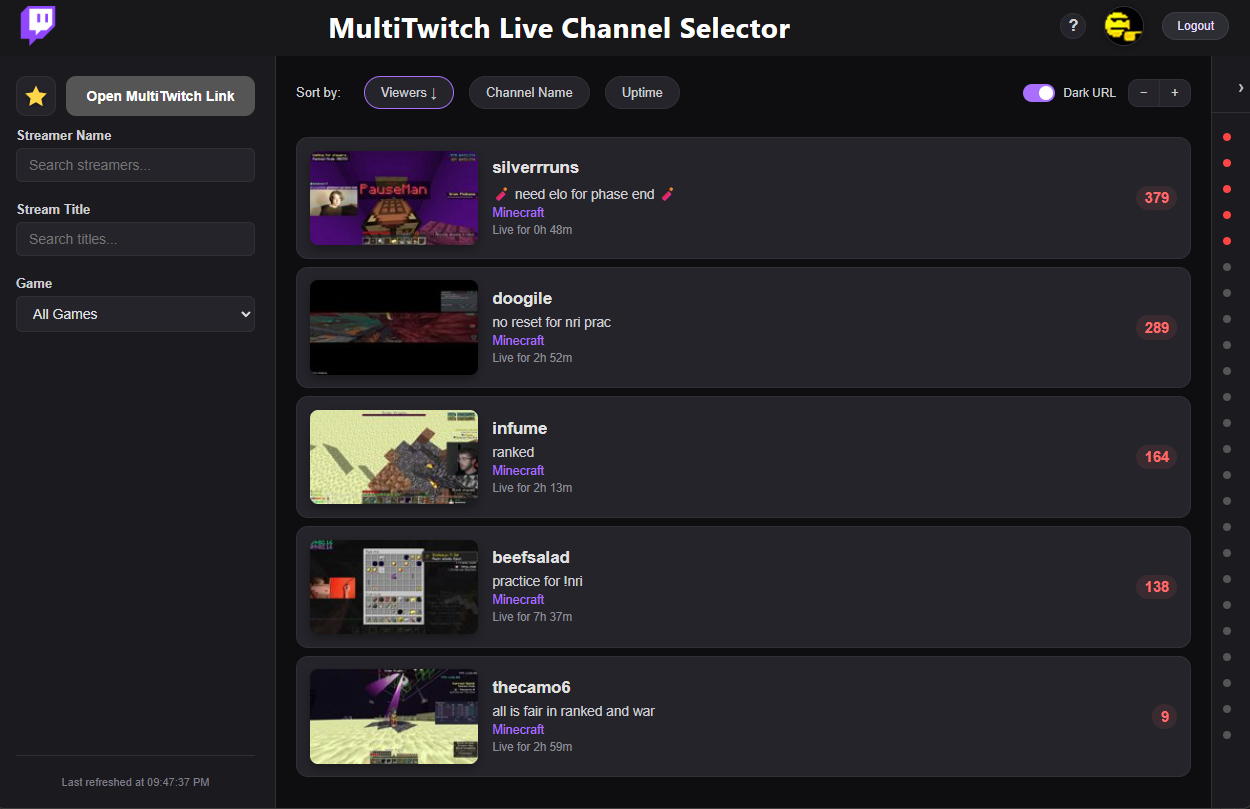 MultiTwitch Live Channel Selector
?
Logout
Open MultiTwitch Link
Streamer Name
Search streamers...
Stream Title
Search titles...
Game
All Games
Last refreshed at 09:47:37 PM
Sort by:
Viewers ↓
Channel Name
Uptime
Dark URL
− +
›
silverrruns
🧨 need elo for phase end 🧨
Minecraft
Live for 0h 48m
379
PauseMan
doogile
no reset for nri prac
Minecraft
Live for 2h 52m
289
infume
ranked
Minecraft
Live for 2h 13m
164
beefsalad
practice for !nri
Minecraft
Live for 7h 37m
138
thecamo6
all is fair in ranked and war
Minecraft
Live for 2h 59m
9